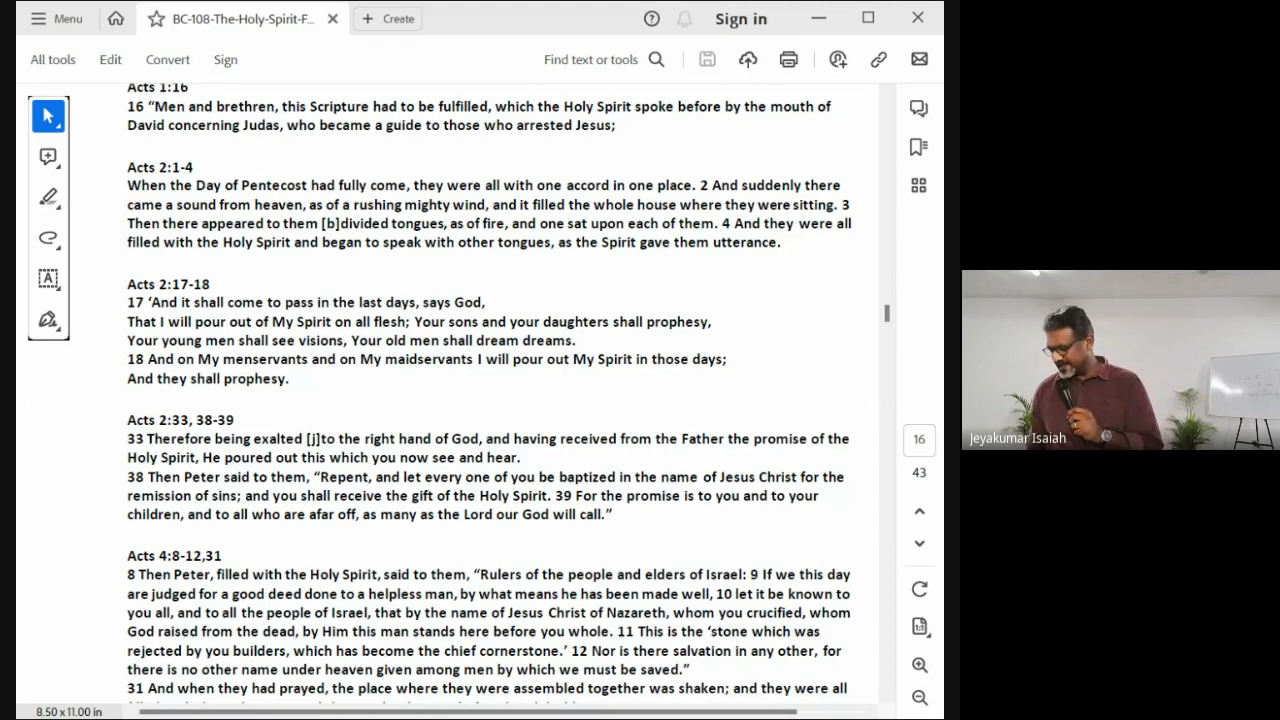 Menu
BC-108-The-Holy-Spirit-F...
Create
Sign in
All tools
Edit
Convert
Sign
Find text or tools
Acts 1:16
16 “Men and brethren, this Scripture had to be fulfilled, which the Holy Spirit spoke before by the mouth of
David concerning Judas, who became a guide to those who arrested Jesus;
Acts 2:1-4
When the Day of Pentecost had fully come, they were all with one accord in one place. 2 And suddenly there
came a sound from heaven, as of a rushing mighty wind, and it filled the whole house where they were sitting. 3
Then there appeared to them [b]divided tongues, as of fire, and one sat upon each of them. 4 And they were all
filled with the Holy Spirit and began to speak with other tongues, as the Spirit gave them utterance.
Acts 2:17-18
17 ‘And it shall come to pass in the last days, says God,
That I will pour out of My Spirit on all flesh; Your sons and your daughters shall prophesy,
Your young men shall see visions, Your old men shall dream dreams.
18 And on My menservants and on My maidservants I will pour out My Spirit in those days;
And they shall prophesy.
Acts 2:33, 38-39
33 Therefore being exalted [j]to the right hand of God, and having received from the Father the promise of the
Holy Spirit, He poured out this which you now see and hear.
38 Then Peter said to them, “Repent, and let every one of you be baptized in the name of Jesus Christ for the
remission of sins; and you shall receive the gift of the Holy Spirit. 39 For the promise is to you and to your
children, and to all who are afar off, as many as the Lord our God will call.”
Acts 4:8-12,31
8 Then Peter, filled with the Holy Spirit, said to them, “Rulers of the people and elders of Israel: 9 If we this day
are judged for a good deed done to a helpless man, by what means he has been made well, 10 let it be known to
you all, and to all the people of Israel, that by the name of Jesus Christ of Nazareth, whom you crucified, whom
God raised from the dead, by Him this man stands here before you whole. 11 This is the ‘stone which was
rejected by you builders, which has become the chief cornerstone.’ 12 Nor is there salvation in any other, for
there is no other name under heaven given among men by which we must be saved.”
31 And when they had prayed, the place where they were assembled together was shaken; and they were all
8.50 x 11.00 in
16
43
1:1
Jeyakumar Isaiah